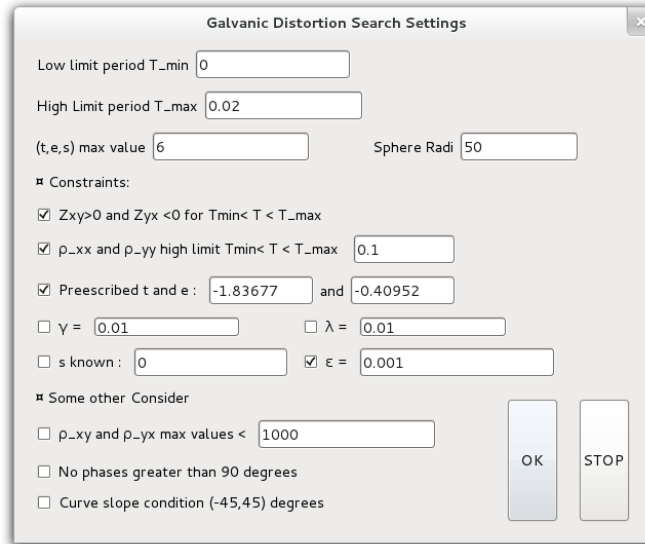 Galvanic Distortion Search Settings
Low limit period T_min 0
High Limit period T_max 0.02
(t,e,s) max value 6 Sphere Radi 50
¤ Constraints:
Zxy>0 and Zyx <0 for Tmin< T < T_max
ρ_xx and ρ_yy high limit Tmin< T < T_max 0.1
Preescribed t and e : -1.83677 and -0.40952
γ = 0.01 λ = 0.01
s known : 0 ε = 0.001
¤ Some other Consider
ρ_xy and ρ_yx max values < 1000
No phases greater than 90 degrees
Curve slope condition (-45,45) degrees
OK STOP